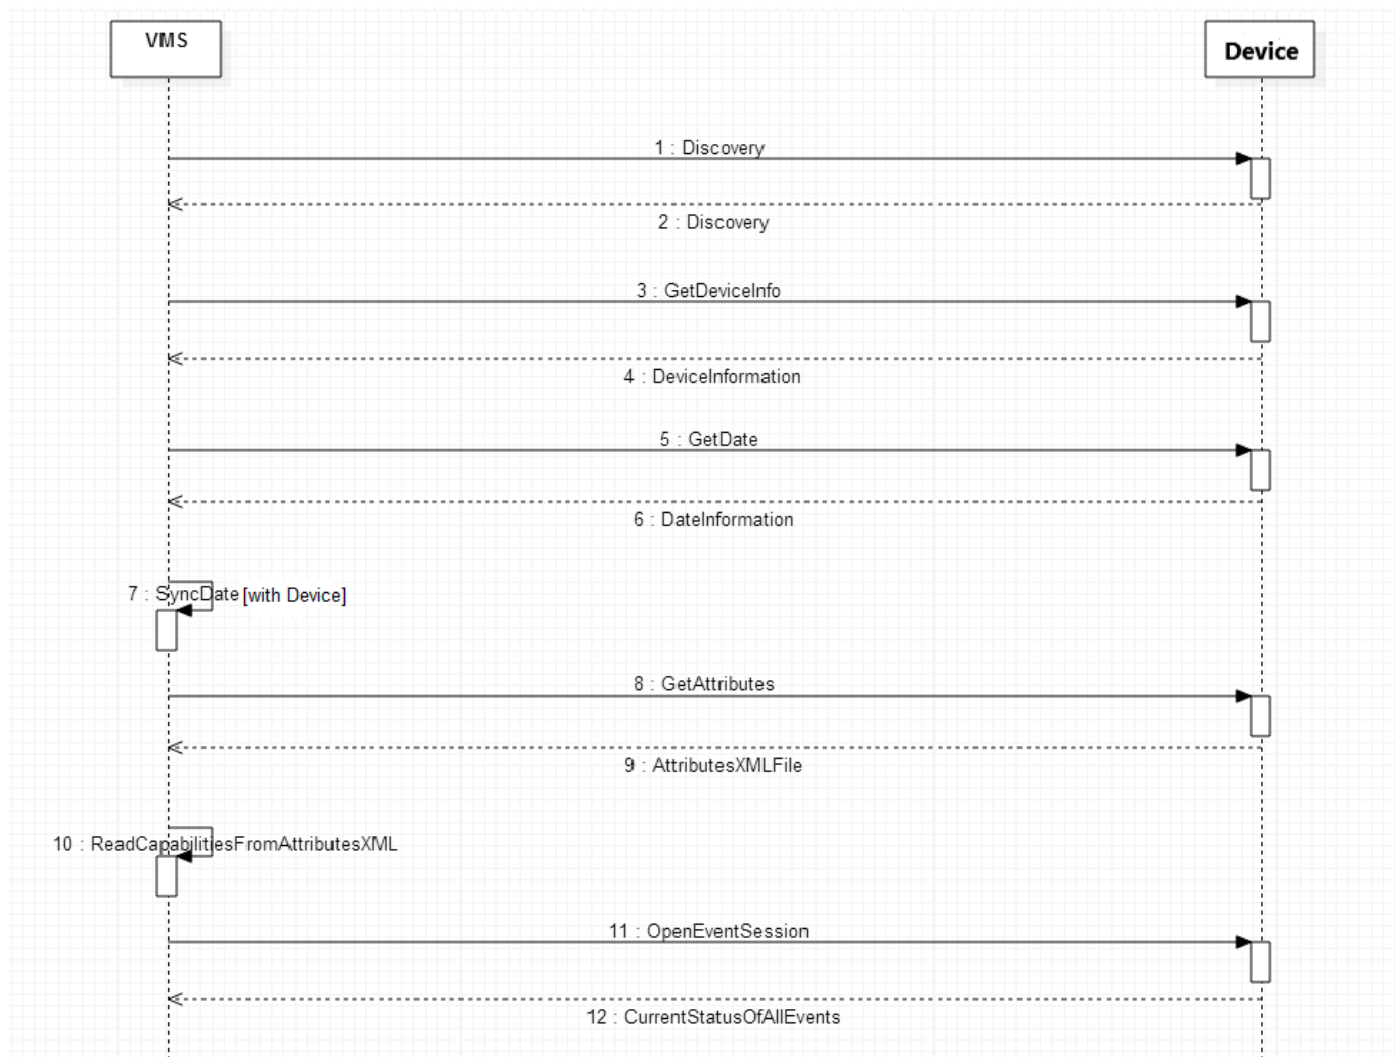 VMS
Device
1 : Discovery
2 : Discovery
3 : GetDeviceInfo
4 : DeviceInformation
5 : GetDate
6 : DateInformation
7 : SyncDate [with Device]
8 : GetAttributes
9 : AttributesXMLFile
10 : ReadCapabilitiesFromAttributesXML
11 : OpenEventSession
12 : CurrentStatusOfAllEvents